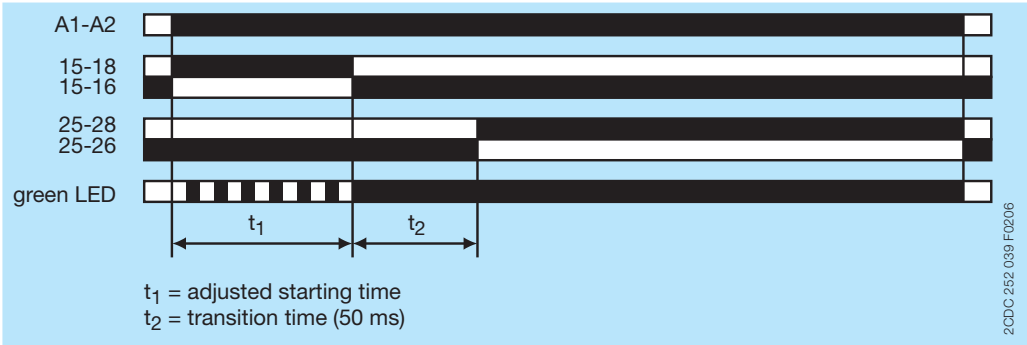 A1-A2
15-18
15-16
25-28
25-26
green LED
t₁
t₂
t₁ = adjusted starting time
t₂ = transition time (50 ms)
2CDC 252 039 F0206